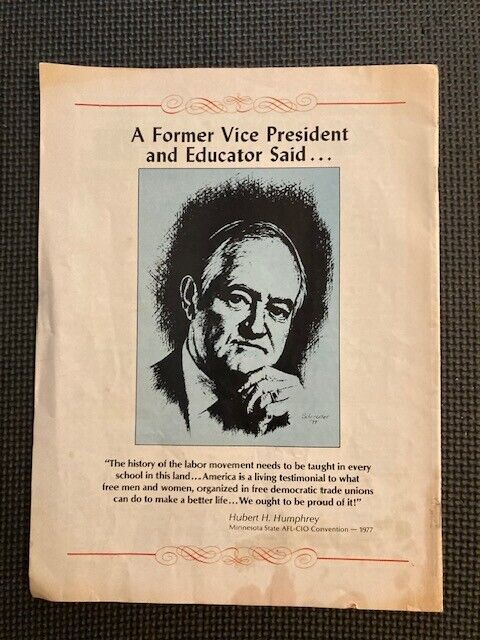 A Former Vice President
and Educator Said...
"The history of the labor movement needs to be taught in every
school in this land...America is a living testimonial to what
free men and women, organized in free democratic trade unions
can do to make a better life...We ought to be proud of it!"
Hubert H. Humphrey
Minnesota State AFL-CIO Convention — 1977